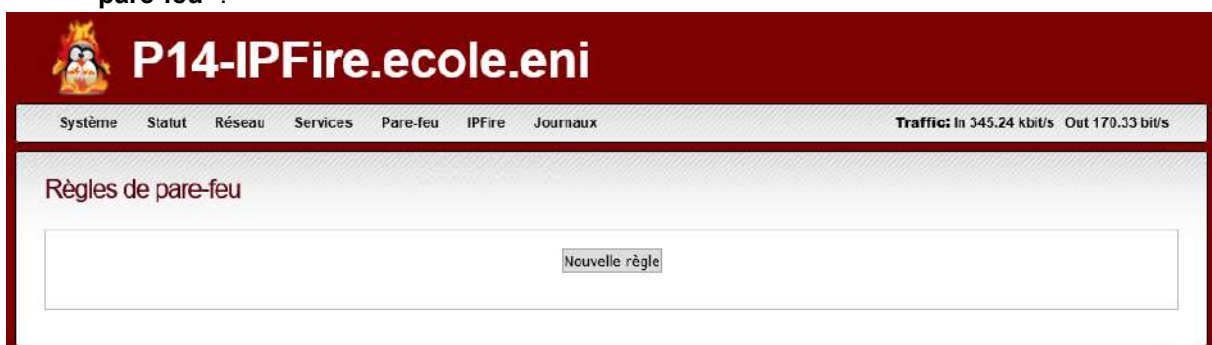 pare-feu" :
P14-IPFire.ecole.eni
Système Statut Réseau Services Pare-feu IPFire Journaux Traffic: In 345.24 kbit/s Out 170.33 bit/s
Règles de pare-feu
Nouvelle règle